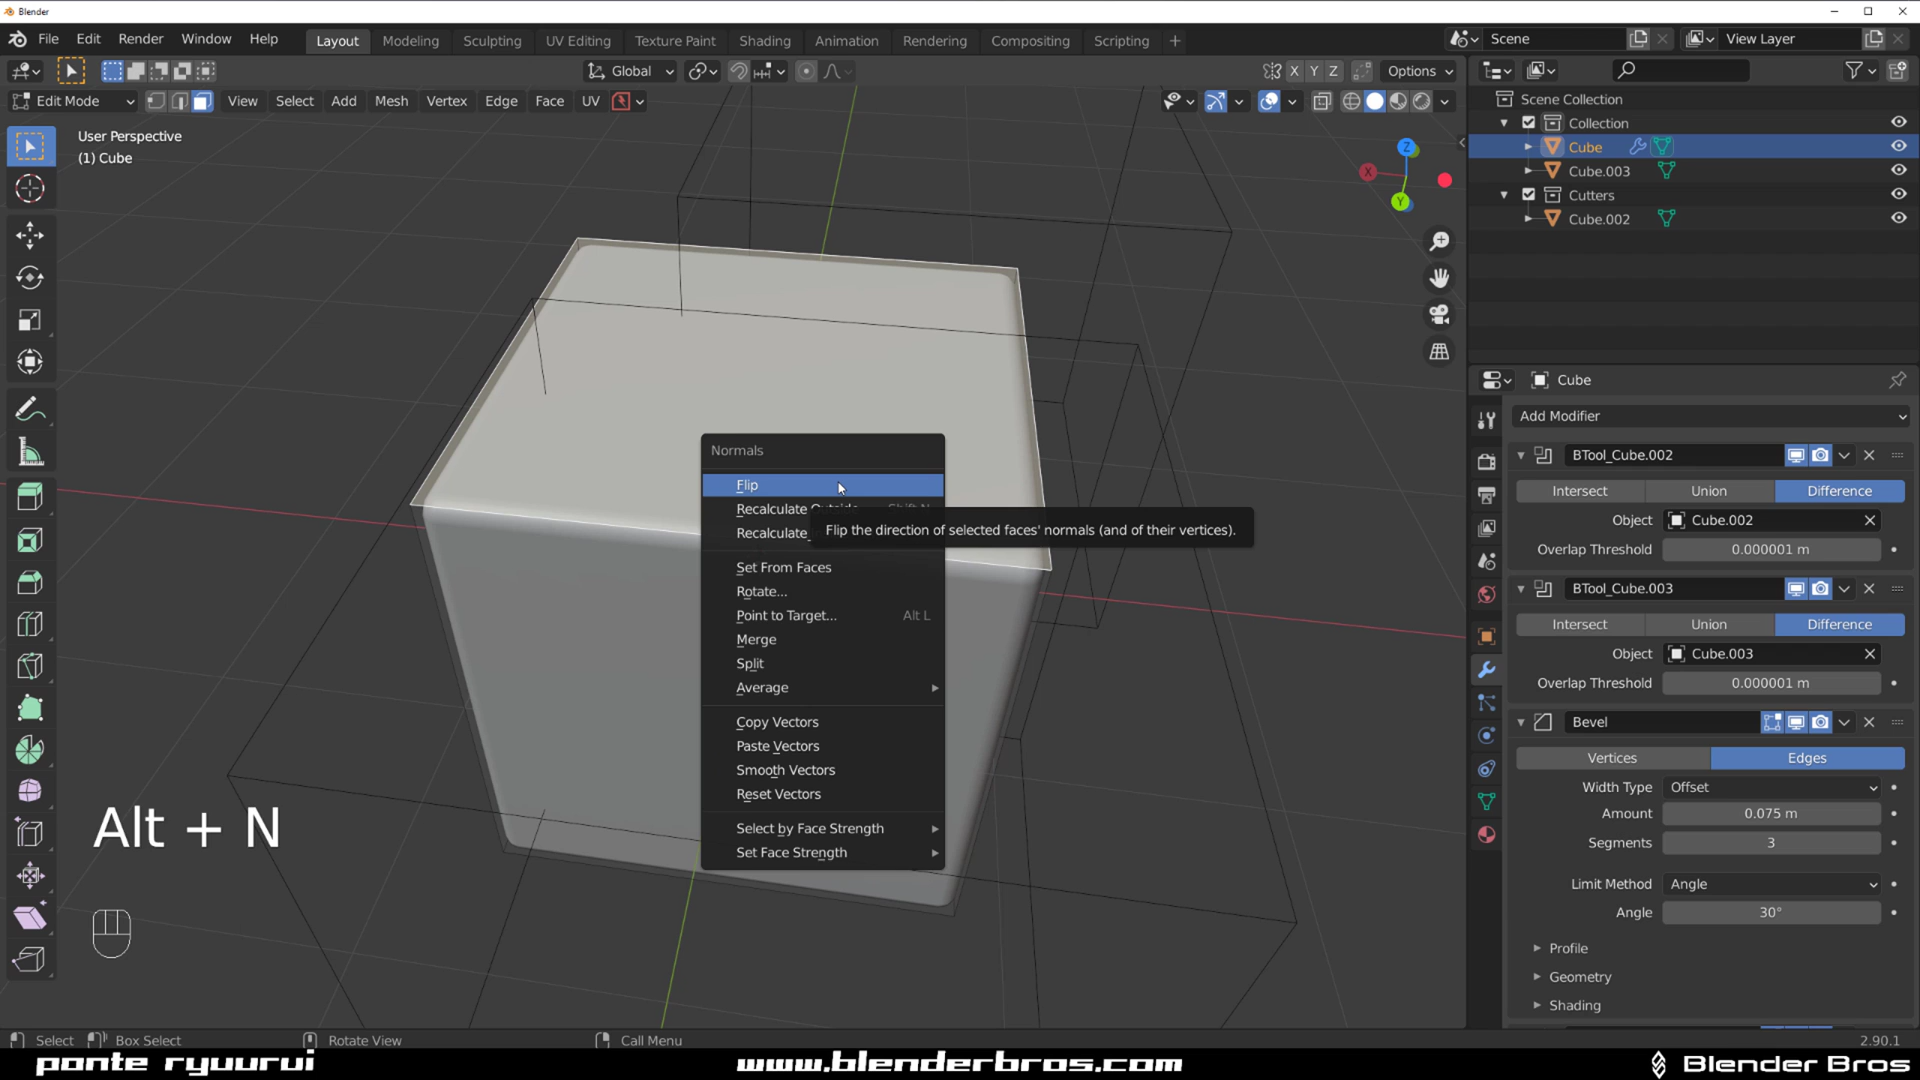 Blender
File Edit Render Window Help Layout Modeling Sculpting UV Editing Texture Paint Shading Animation Rendering Compositing Scripting + Scene View Layer
Global X Y Z Options
Edit Mode View Select Add Mesh Vertex Edge Face UV
User Perspective
(1) Cube
Z
X
Y
Scene Collection
Collection
Cube
Cube.003
Cutters
Cube.002
Cube
Add Modifier
BTool_Cube.002
Intersect Union Difference
Object Cube.002
Overlap Threshold 0.000001 m
BTool_Cube.003
Intersect Union Difference
Object Cube.003
Overlap Threshold 0.000001 m
Bevel
Vertices Edges
Width Type Offset
Amount 0.075 m
Segments 3
Limit Method Angle
Angle 30°
Profile
Geometry
Shading
Normals
Flip
Recalculate
Recalculate
Flip the direction of selected faces' normals (and of their vertices).
Set From Faces
Rotate...
Point to Target... Alt L
Merge
Split
Average
Copy Vectors
Paste Vectors
Smooth Vectors
Reset Vectors
Select by Face Strength
Set Face Strength
Alt + N
Select Box Select Rotate View Call Menu 2.90.1
ponte ryuurui www.blenderbros.com Blender Bros